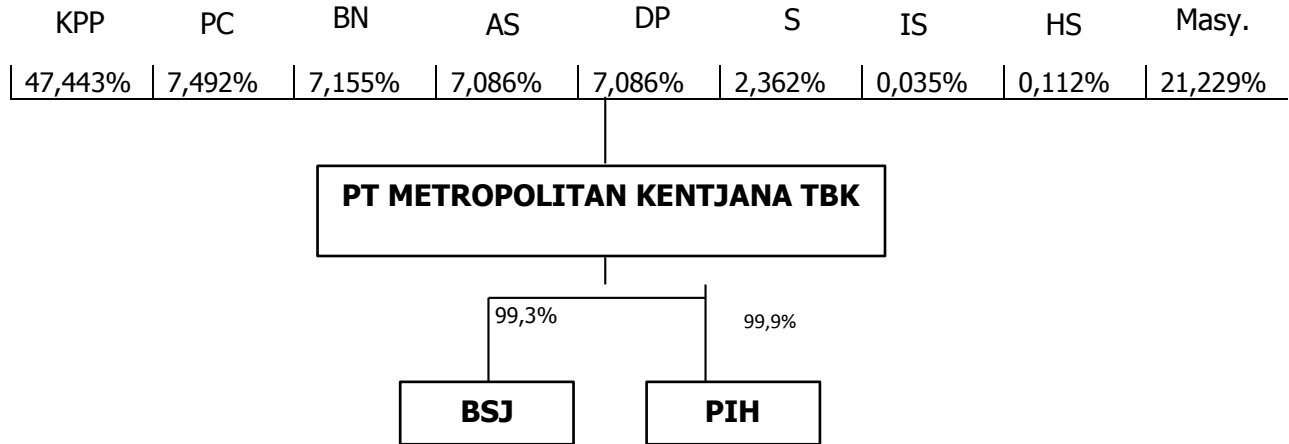 KPP PC BN AS DP S IS HS Masy.
47,443% 7,492% 7,155% 7,086% 7,086% 2,362% 0,035% 0,112% 21,229%
PT METROPOLITAN KENTJANA TBK
99,3% 99,9%
BSJ PIH